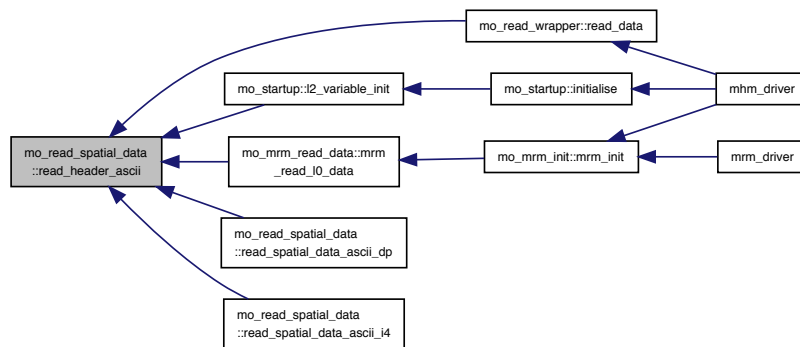 mo_read_wrapper::read_data
mo_startup::l2_variable_init
mo_startup::initialise
mhm_driver
mo_read_spatial_data
::read_header_ascii
mo_mrm_read_data::mrm
_read_l0_data
mo_mrm_init::mrm_init
mrm_driver
mo_read_spatial_data
::read_spatial_data_ascii_dp
mo_read_spatial_data
::read_spatial_data_ascii_i4